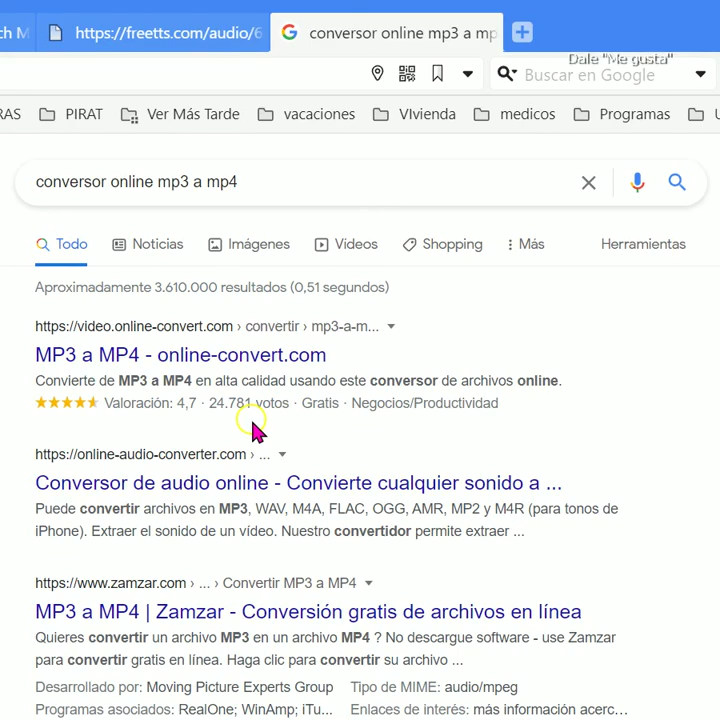 ch M https://freetts.com/audio/6 conversor online mp3 a mp
Dale "Me gusta"
Buscar en Google
RAS PIRAT Ver Más Tarde vacaciones VIvienda medicos Programas U
conversor online mp3 a mp4
Todo Noticias Imágenes Videos Shopping Más Herramientas
Aproximadamente 3.610.000 resultados (0,51 segundos)
https://video.online-convert.com › convertir › mp3-a-m...
MP3 a MP4 - online-convert.com
Convierte de MP3 a MP4 en alta calidad usando este conversor de archivos online.
Valoración: 4,7 · 24.781 votos · Gratis · Negocios/Productividad
https://online-audio-converter.com › ...
Conversor de audio online - Convierte cualquier sonido a ...
Puede convertir archivos en MP3, WAV, M4A, FLAC, OGG, AMR, MP2 y M4R (para tonos de
iPhone). Extraer el sonido de un vídeo. Nuestro convertidor permite extraer ...
https://www.zamzar.com › ... › Convertir MP3 a MP4
MP3 a MP4 | Zamzar - Conversión gratis de archivos en línea
Quieres convertir un archivo MP3 en un archivo MP4 ? No descargue software - use Zamzar
para convertir gratis en línea. Haga clic para convertir su archivo ...
Desarrollado por: Moving Picture Experts Group Tipo de MIME: audio/mpeg
Programas asociados: RealOne; WinAmp; iTu... Enlaces de interés: más información acerc...